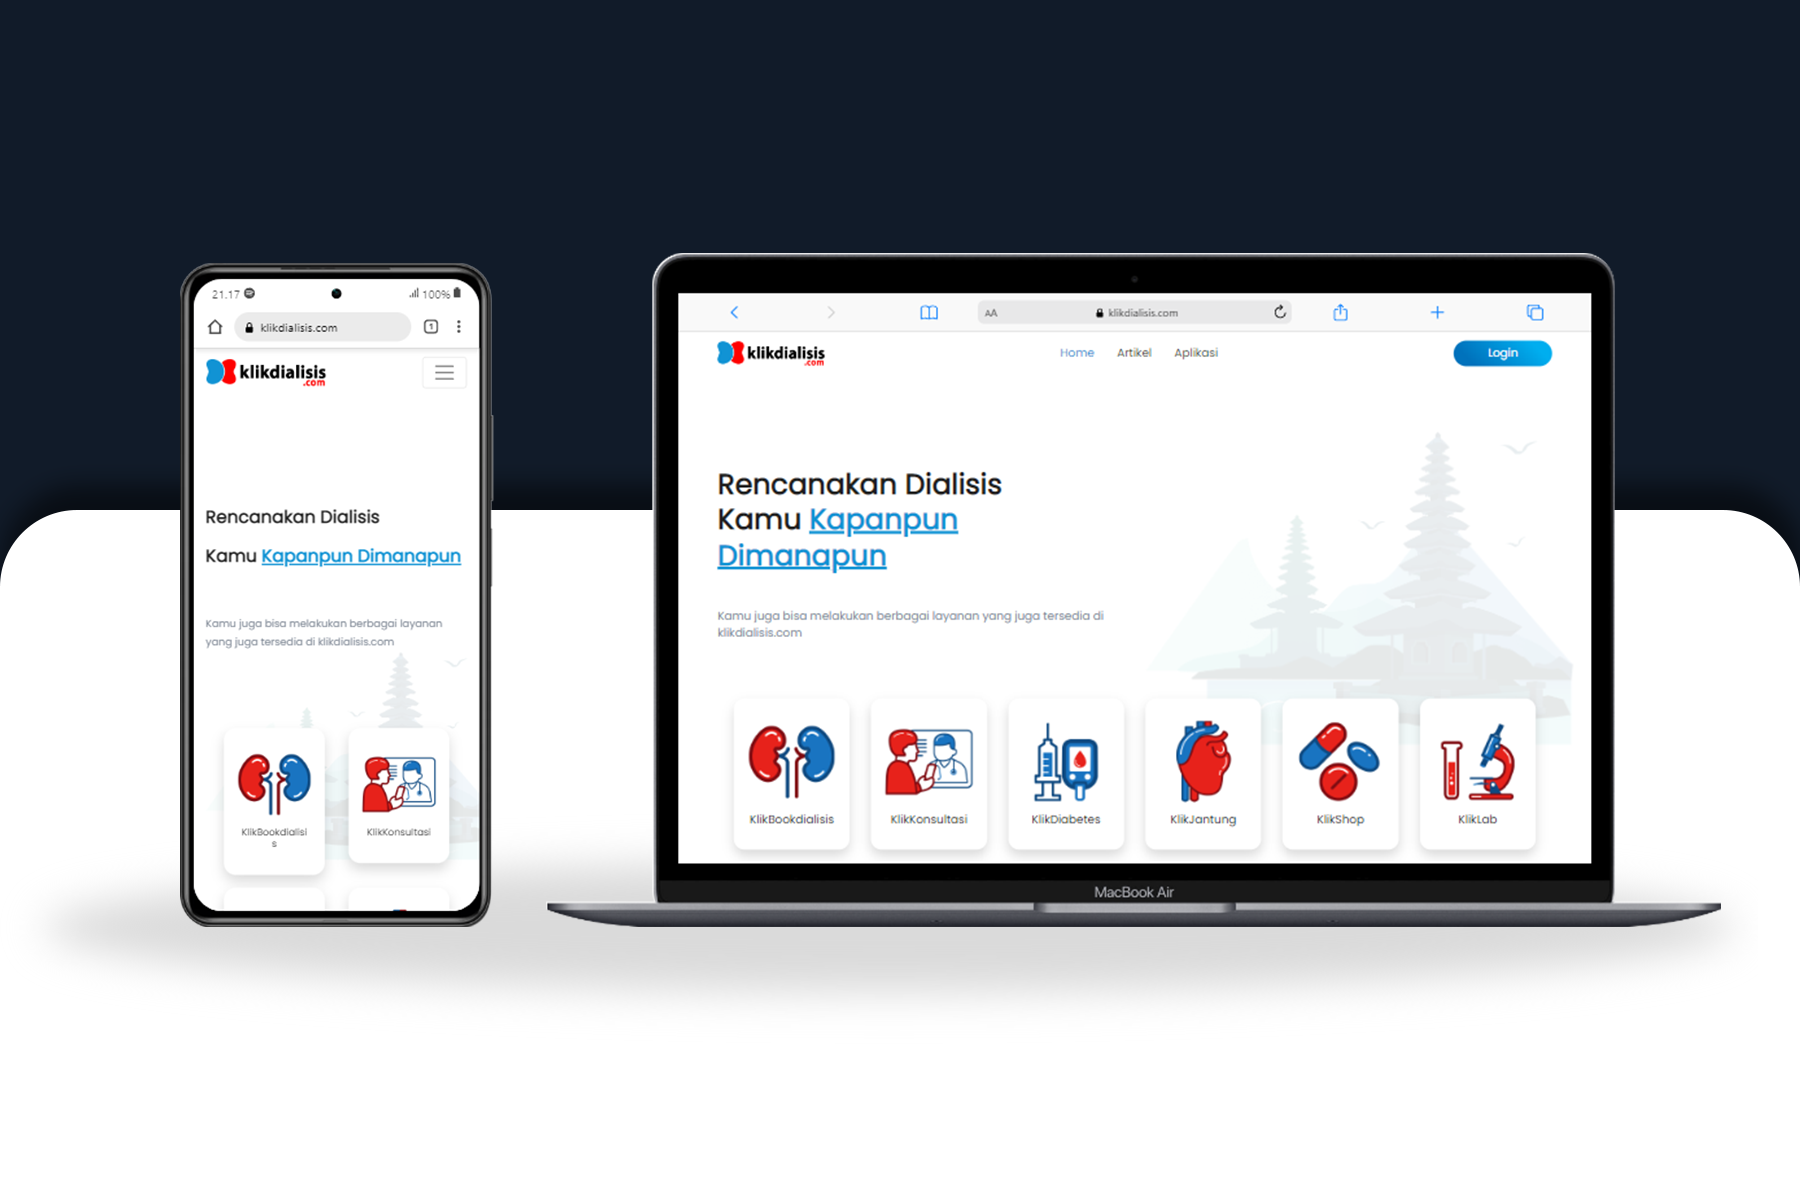 21.17
100%
klikdialisis.com
1
klikdialisis
.com
Rencanakan Dialisis
Kamu Kapanpun Dimanapun
Kamu juga bisa melakukan berbagai layanan
yang juga tersedia di klikdialisis.com
KlikBookdialisi
s
KlikKonsultasi
AA
klikdialisis.com
klikdialisis
.com
Home
Artikel
Aplikasi
Login
Rencanakan Dialisis
Kamu Kapanpun
Dimanapun
Kamu juga bisa melakukan berbagai layanan yang juga tersedia di
klikdialisis.com
KlikBookdialisis
KlikKonsultasi
KlikDiabetes
KlikJantung
KlikShop
KlikLab
MacBook Air